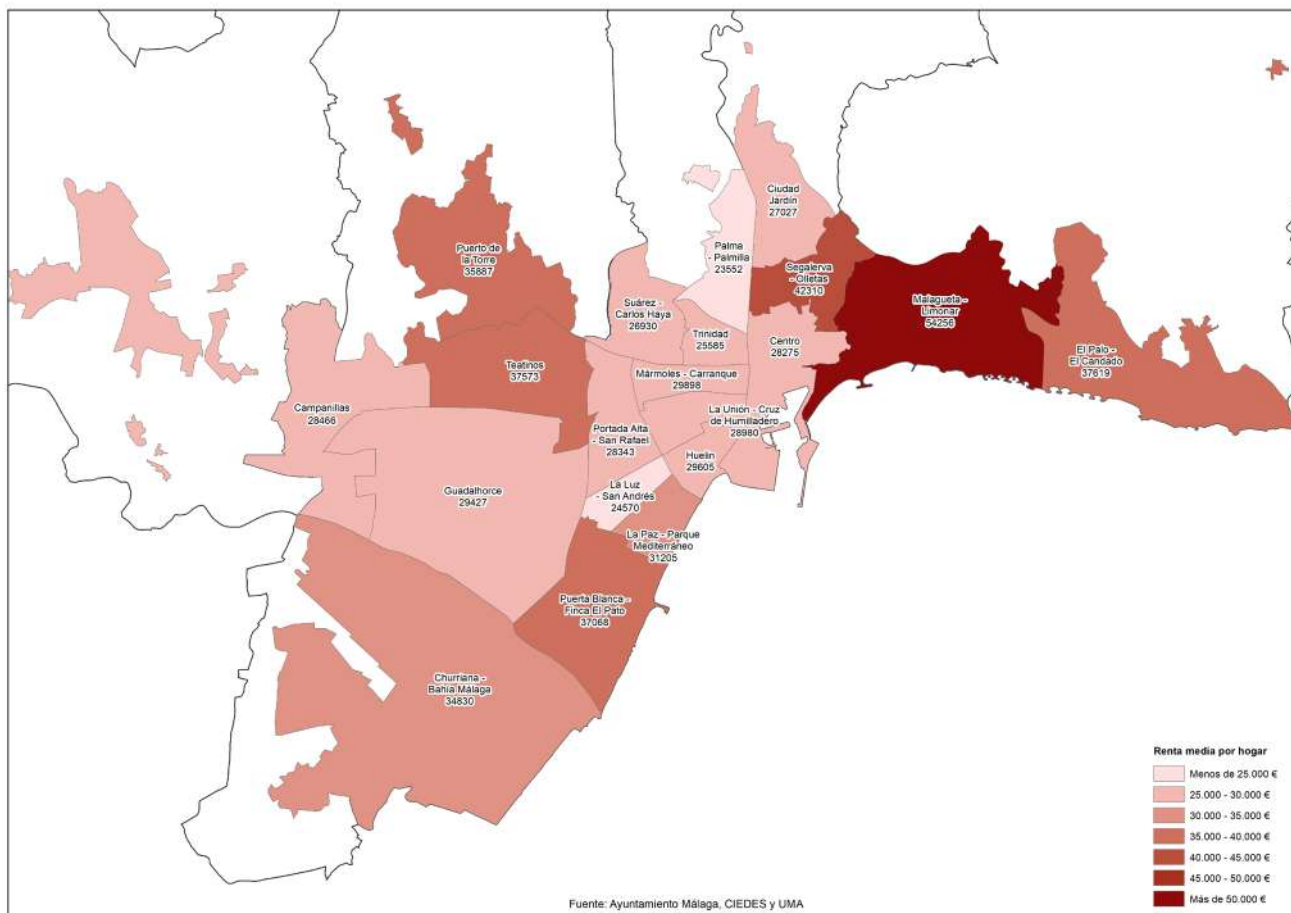 Ciudad
Jardín
27027
Palma
- Palmilla
23552
Puerto de
la Torre
35887
Segalerva
- Olletas
42310
Suárez -
Carlos Haya
26930
Malagueta -
Limonar
54256
Trinidad
25585
Centro
28275
El Palo -
El Candado
37619
Teatinos
37573
Mármoles - Carranque
29898
Campanillas
28466
La Unión - Cruz
de Humilladero
28980
Portada Alta
- San Rafael
28343
Huelin
29605
Guadalhorce
29427
La Luz
- San Andrés
24570
La Paz - Parque
Mediterráneo
31205
Puerta Blanca -
Finca El Pato
37068
Churriana -
Bahía Málaga
34830
Renta media por hogar
Menos de 25.000 €
25.000 - 30.000 €
30.000 - 35.000 €
35.000 - 40.000 €
40.000 - 45.000 €
45.000 - 50.000 €
Más de 50.000 €
Fuente: Ayuntamiento Málaga, CIEDES y UMA